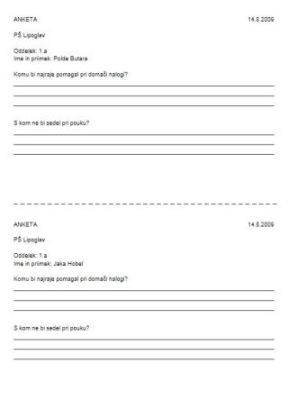 ANKETA 14.8.2009
PŠ Lipoglav
Oddelek: 1.a
Ime in priimek: Polde Butara
Komu bi najraje pomagal pri domači nalogi?
S kom ne bi sedel pri pouku?
ANKETA 14.8.2009
PŠ Lipoglav
Oddelek: 1.a
Ime in priimek: Jaka Hobel
Komu bi najraje pomagal pri domači nalogi?
S kom ne bi sedel pri pouku?